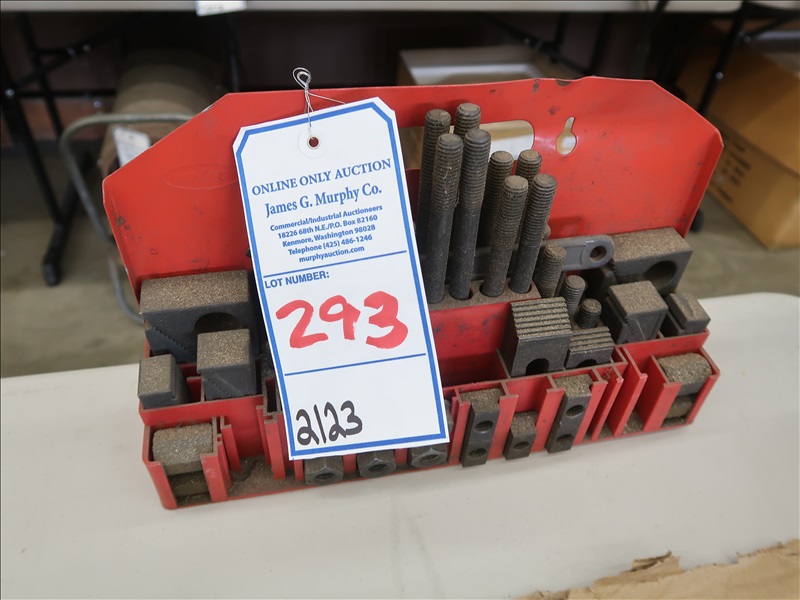 ONLINE ONLY AUCTION
James G. Murphy Co.
Commercial/Industrial Auctioneers
18226 68th N.E./P.O. Box 82160
Kenmore, Washington 98028
Telephone (425) 486-1246
murphyauction.com
LOT NUMBER:
293
2123